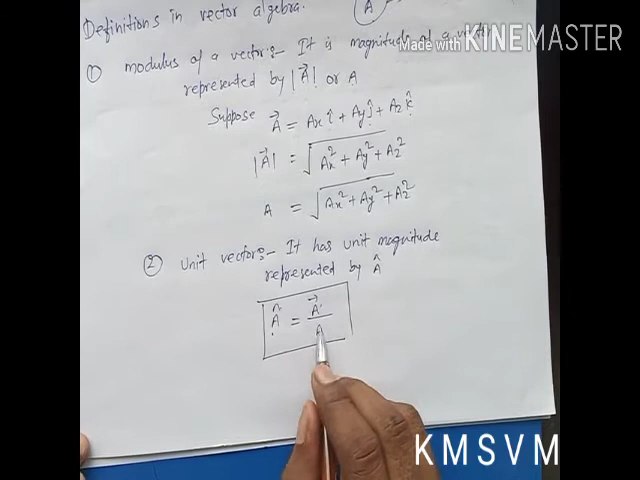 Definitions in vector algebra.
A
① modulus of a vector:- It is magnitude of a vector
Made with KINEMASTER
represented by |A⃗| or A
Suppose A⃗ = Ax î + Ay ĵ + Az k̂
|A⃗| = √(Ax² + Ay² + Az²)
A = √(Ax² + Ay² + Az²)
② Unit vector:- It has unit magnitude
represented by Â
Â = A⃗ / A
KMSVM